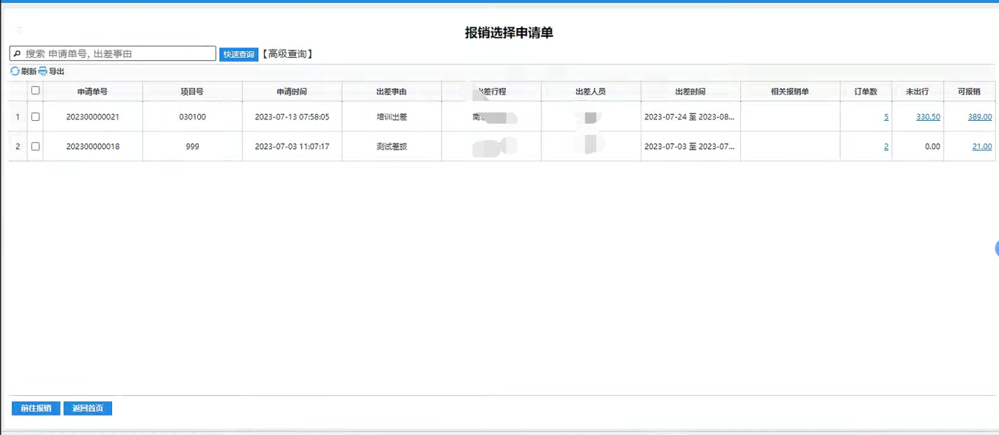 报销选择申请单
搜索 申请单号, 出差事由 快速查询 【高级查询】
刷新 导出
申请单号 项目号 申请时间 出差事由 出差行程 出差人员 出差时间 相关报销单 订单数 未出行 可报销
1 202300000021 030100 2023-07-13 07:58:05 培训出差 南 2023-07-24 至 2023-08... 5 330.50 389.00
2 202300000018 999 2023-07-03 11:07:17 测试差旅 2023-07-03 至 2023-07... 2 0.00 21.00
前往报销 返回首页